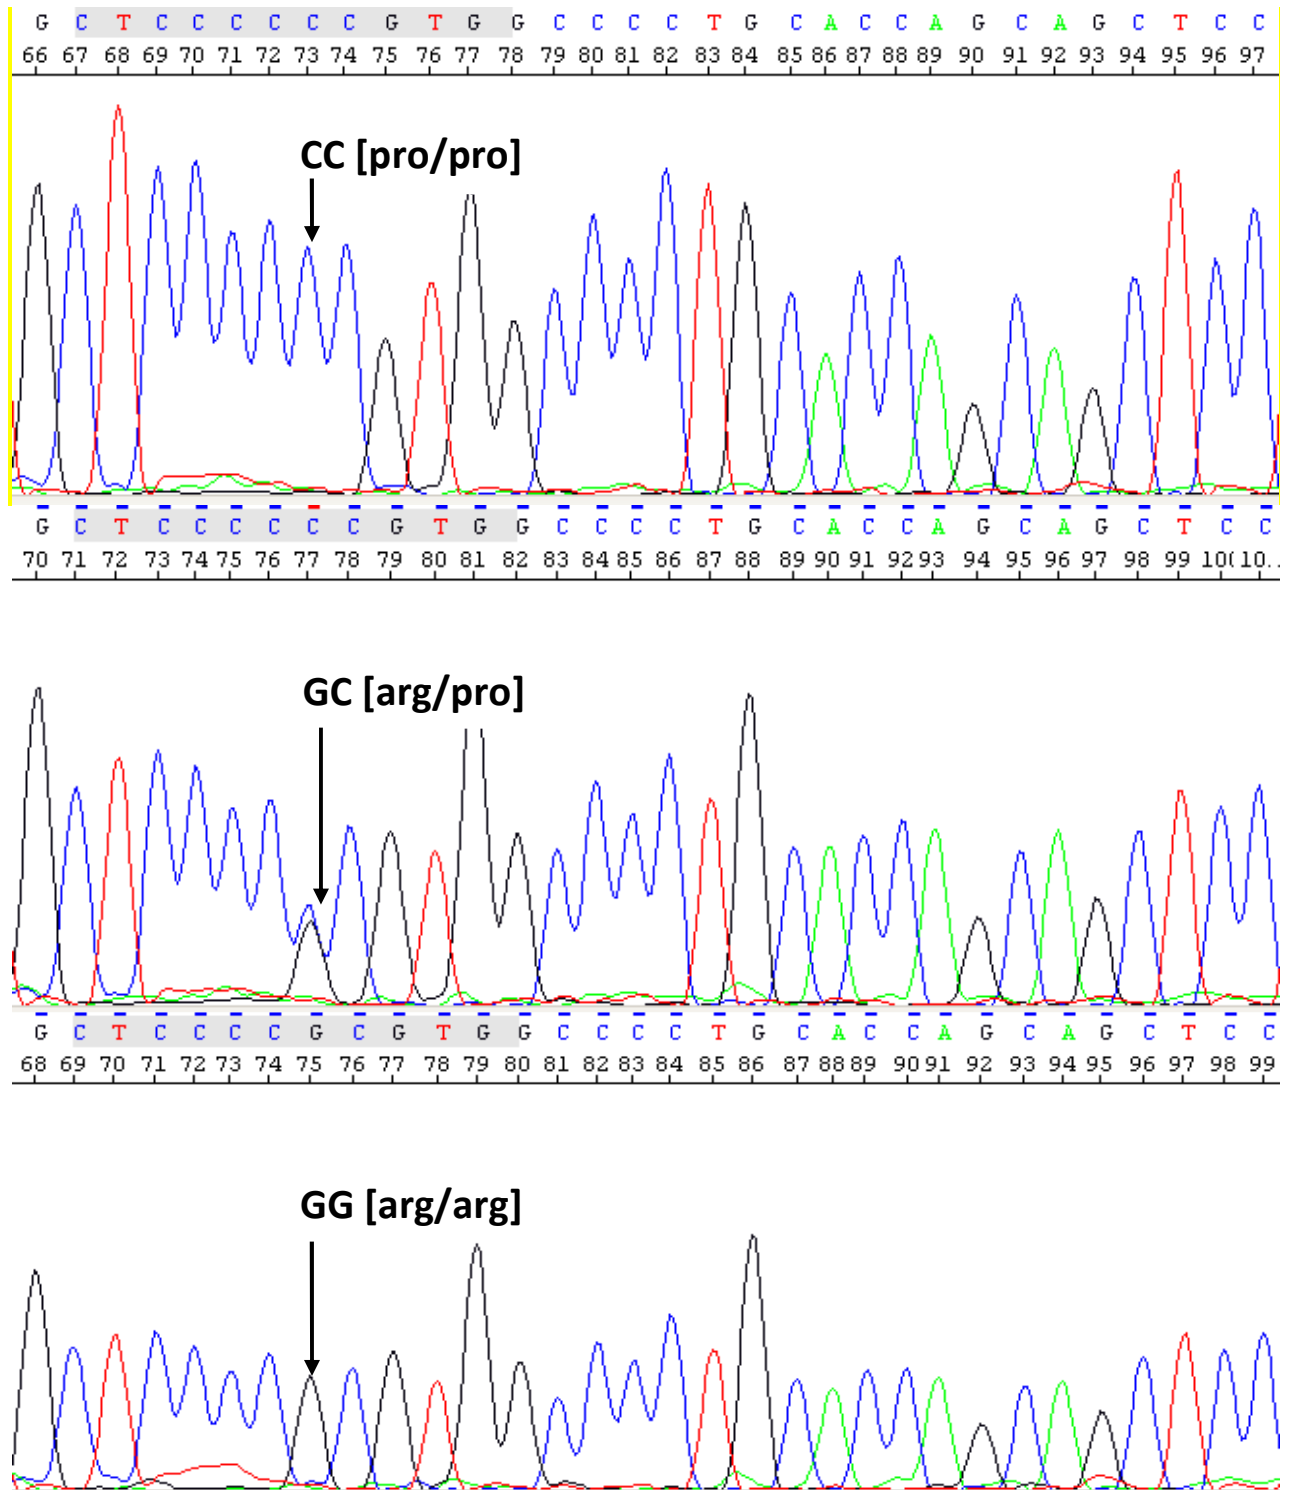 G C T C C C C C C G T G G C C C C T G C A C C A G C A G C T C C
66 67 68 69 70 71 72 73 74 75 76 77 78 79 80 81 82 83 84 85 86 87 88 89 90 91 92 93 94 95 96 97
CC [pro/pro]
G C T C C C C C C G T G G C C C C T G C A C C A G C A G C T C C
70 71 72 73 74 75 76 77 78 79 80 81 82 83 84 85 86 87 88 89 90 91 92 93 94 95 96 97 98 99 10( 10..
GC [arg/pro]
G C T C C C C G C G T G G C C C C T G C A C C A G C A G C T C C
68 69 70 71 72 73 74 75 76 77 78 79 80 81 82 83 84 85 86 87 88 89 90 91 92 93 94 95 96 97 98 99
GG [arg/arg]